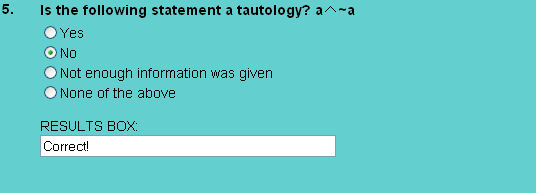 5. Is the following statement a tautology? a^~a
Yes
No
Not enough information was given
None of the above
RESULTS BOX:
Correct!